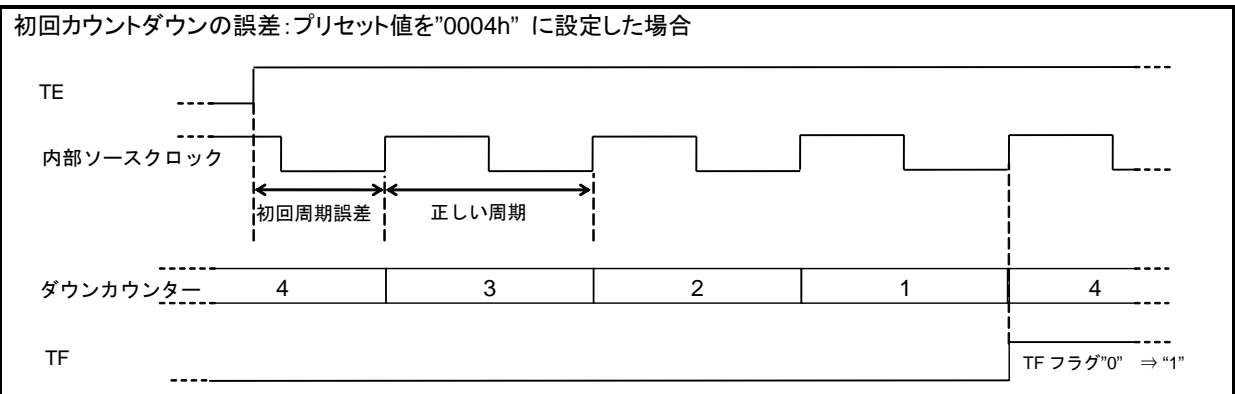 初回カウントダウンの誤差：プリセット値を”0004h” に設定した場合
TE
内部ソースクロック
初回周期誤差 正しい周期
ダウンカウンター 4 3 2 1 4
TF
TF フラグ”0” ⇒ “1”